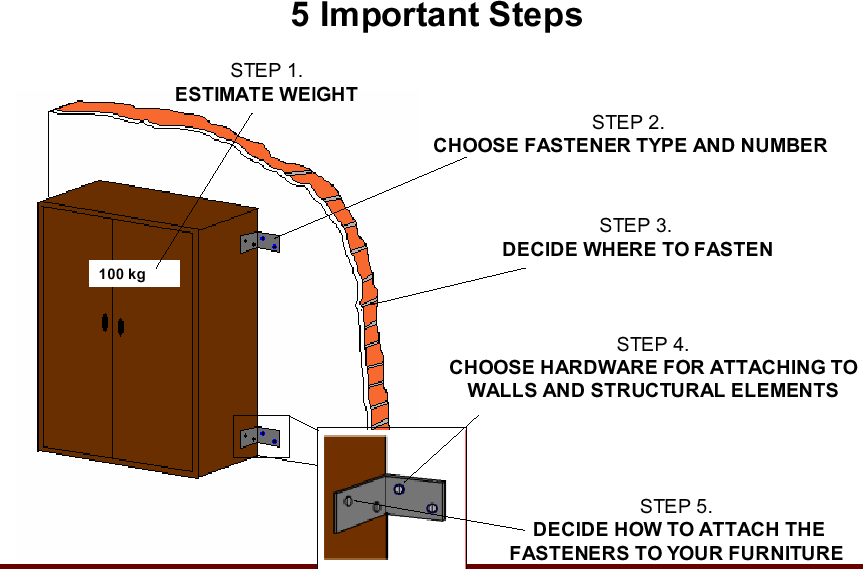 5 Important Steps
STEP 1.
ESTIMATE WEIGHT
STEP 2.
CHOOSE FASTENER TYPE AND NUMBER
STEP 3.
DECIDE WHERE TO FASTEN
100 kg
STEP 4.
CHOOSE HARDWARE FOR ATTACHING TO
WALLS AND STRUCTURAL ELEMENTS
STEP 5.
DECIDE HOW TO ATTACH THE
FASTENERS TO YOUR FURNITURE